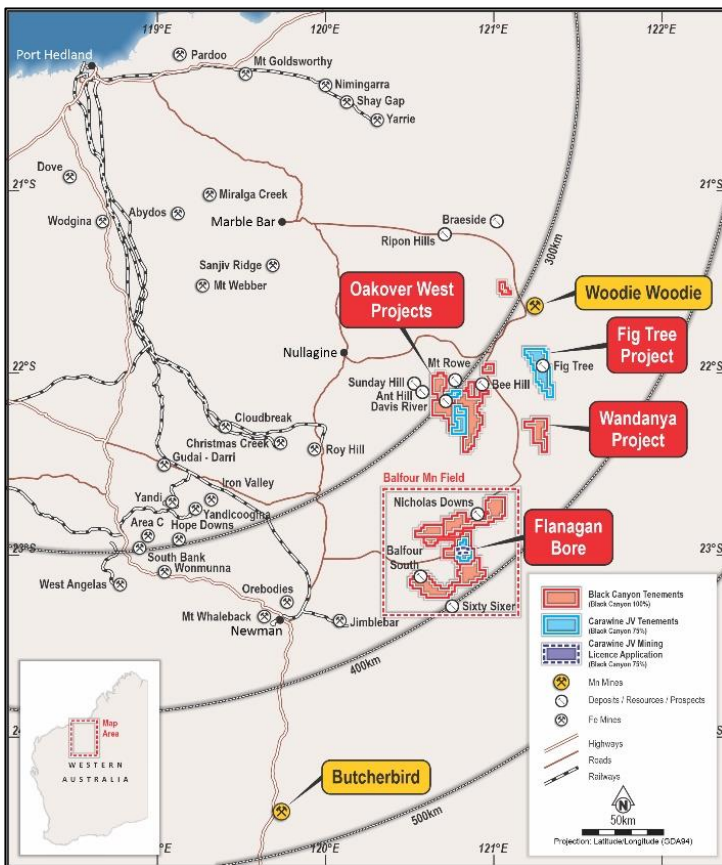 119°E
120°E
121°E
122°E
Port Hedland
Pardoo
Mt Goldsworthy
Nimingarra
Shay Gap
Yarrie
Dove
21°S
21°S
Miralga Creek
Abydos
Wodgina
Marble Bar
Braeside
Ripon Hills
300km
Sanjiv Ridge
Mt Webber
Oakover West
Projects
Woodie Woodie
Fig Tree
Project
Nullagine
22°S
22°S
Mt Rowe
Fig Tree
Sunday Hill
Ant Hill
Davis River
Bee Hill
Wandanya
Project
Cloudbreak
Christmas Creek
Roy Hill
Gudai - Darri
Iron Valley
Balfour Mn Field
Yandi
Yandicoogina
Nicholas Downs
Area C
Hope Downs
Flanagan
Bore
23°S
23°S
South Bank
Wonmunna
Balfour
South
West Angelas
Orebodies
Sixty Sixer
Mt Whaleback
Newman
Jimblebar
400km
Black Canyon Tenements
(Black Canyon 100%)
Carawine JV Tenements
(Black Canyon 75%)
Carawine JV Mining
Licence Application
(Black Canyon 75%)
Mn Mines
Deposits / Resources / Prospects
Fe Mines
Highways
Roads
Railways
N
50km
Projection: Latitude/Longitude (GDA94)
Map
Area
WESTERN
AUSTRALIA
Butcherbird
500km
119°E
120°E
121°E